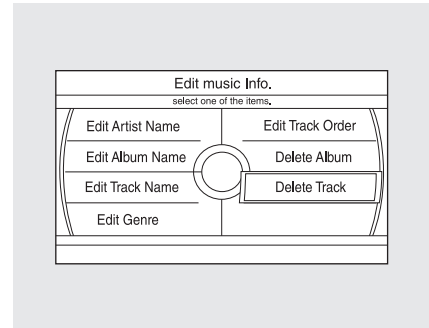 Edit music Info.
select one of the items.
Edit Artist Name
Edit Album Name
Edit Track Name
Edit Genre
Edit Track Order
Delete Album
Delete Track